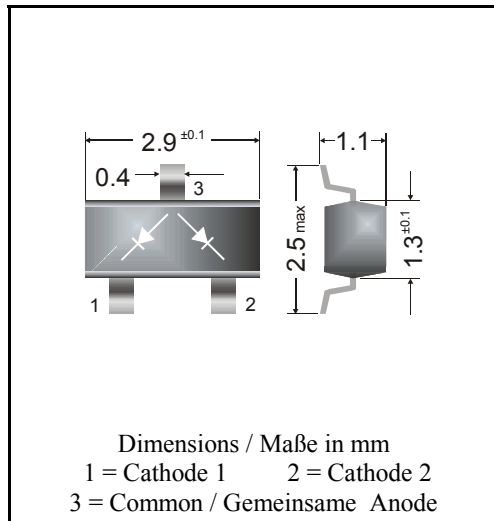 2.9 ±0.1
1.1
0.4
3
2.5 max
1.3 ±0.1
1
2
Dimensions / Maße in mm
1 = Cathode 1 2 = Cathode 2
3 = Common / Gemeinsame Anode